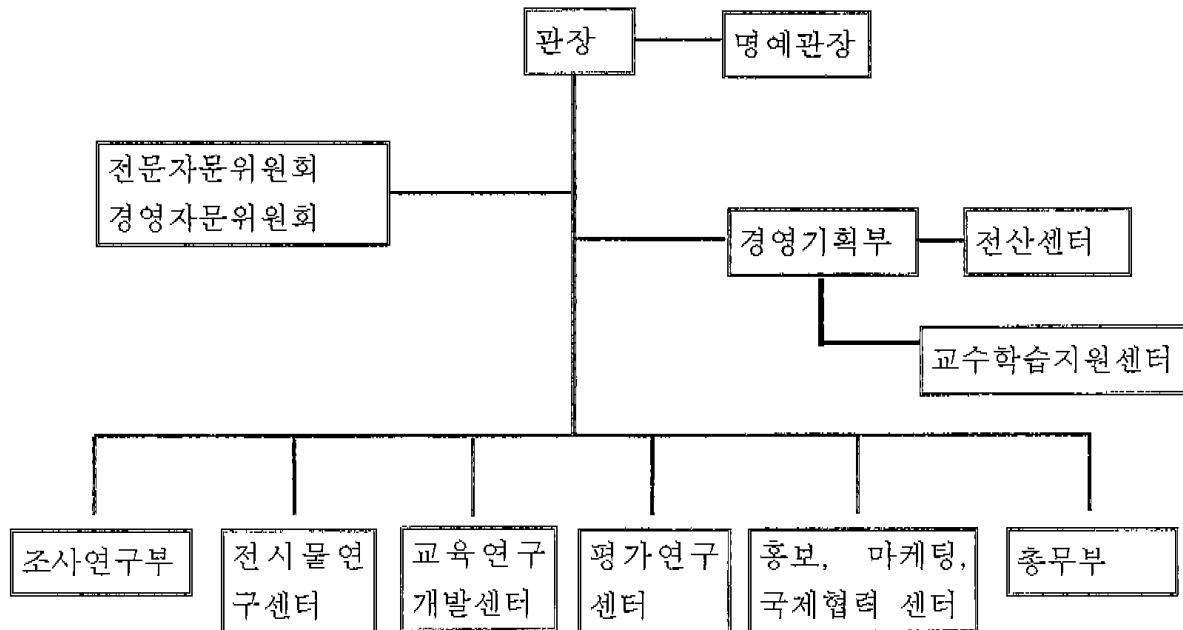 관장
명예관장
전문자문위원회
경영자문위원회
경영기획부
전산센터
교수학습지원센터
조사연구부
전시물연
구센터
교육연구
개발센터
평가연구
센터
홍보, 마케팅,
국제협력 센터
총무부